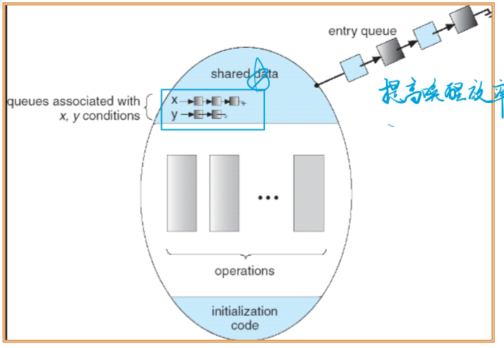 entry queue
shared data
提高唤醒效率
queues associated with
x, y conditions
x
y
operations
initialization
code